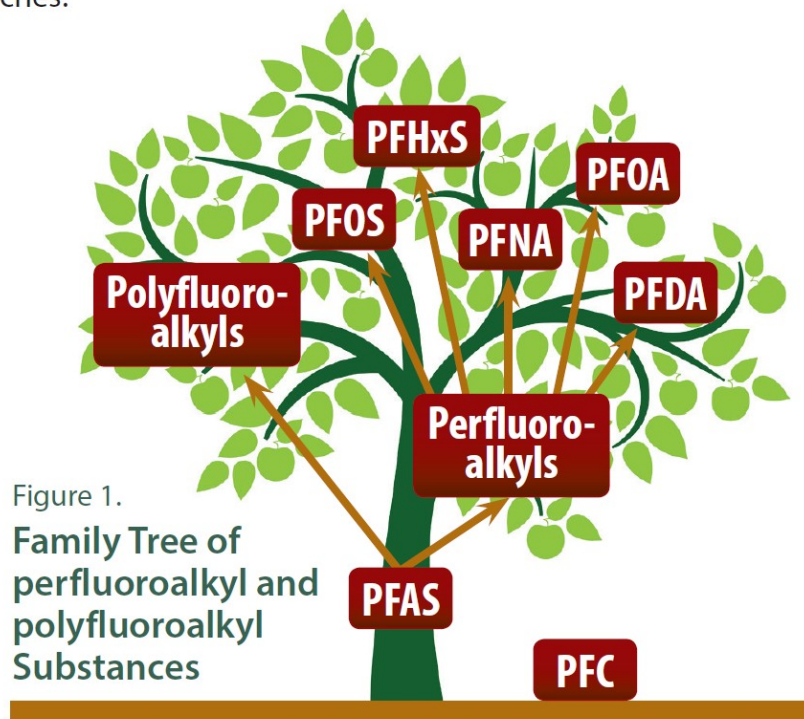 ches.
PFHxS
PFOA
PFOS
PFNA
Polyfluoro-
alkyls
PFDA
Perfluoro-
alkyls
Figure 1.
Family Tree of
perfluoroalkyl and
polyfluoroalkyl
Substances
PFAS
PFC